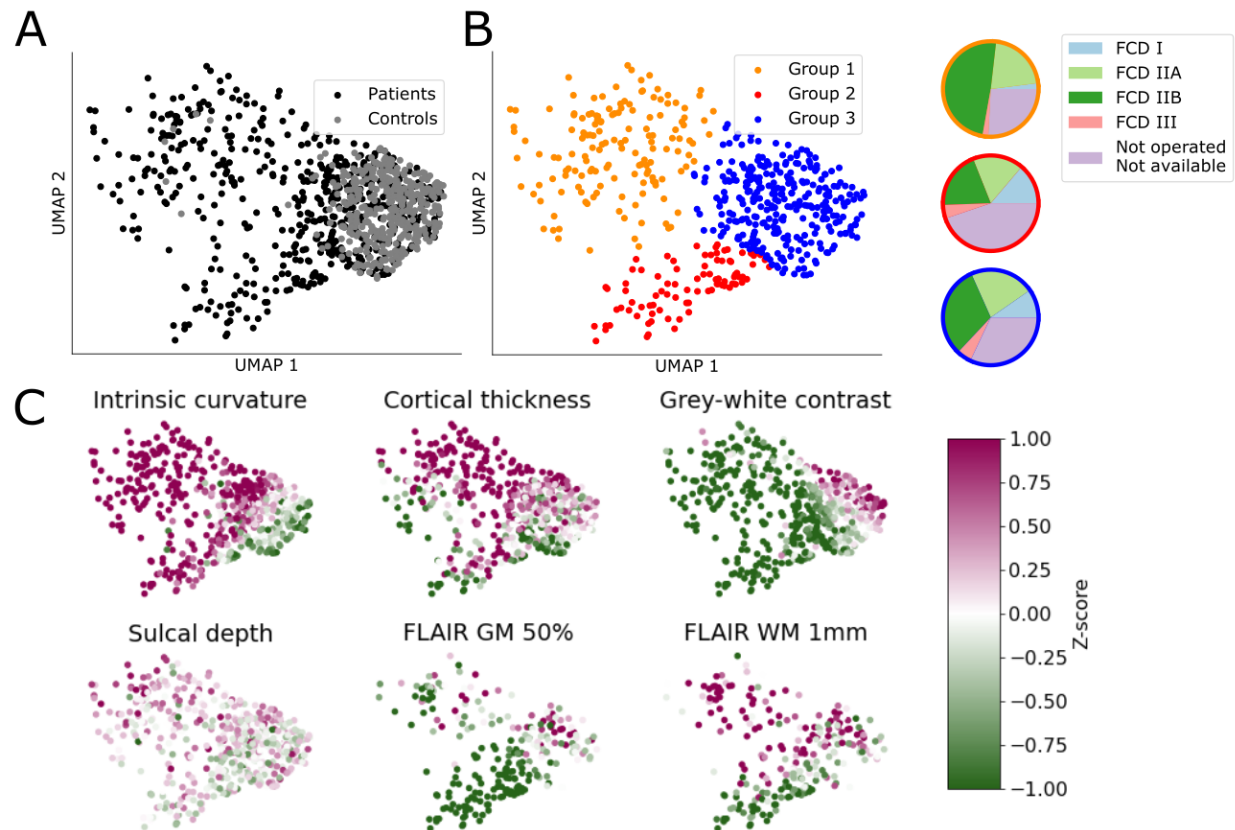 A
UMAP 2
Patients
Controls
UMAP 1
B
UMAP 2
Group 1
Group 2
Group 3
UMAP 1
FCD I
FCD IIA
FCD IIB
FCD III
Not operated
Not available
C
Intrinsic curvature
Cortical thickness
Grey-white contrast
Sulcal depth
FLAIR GM 50%
FLAIR WM 1mm
1.00
0.75
0.50
0.25
0.00
−0.25
−0.50
−0.75
−1.00
Z-score